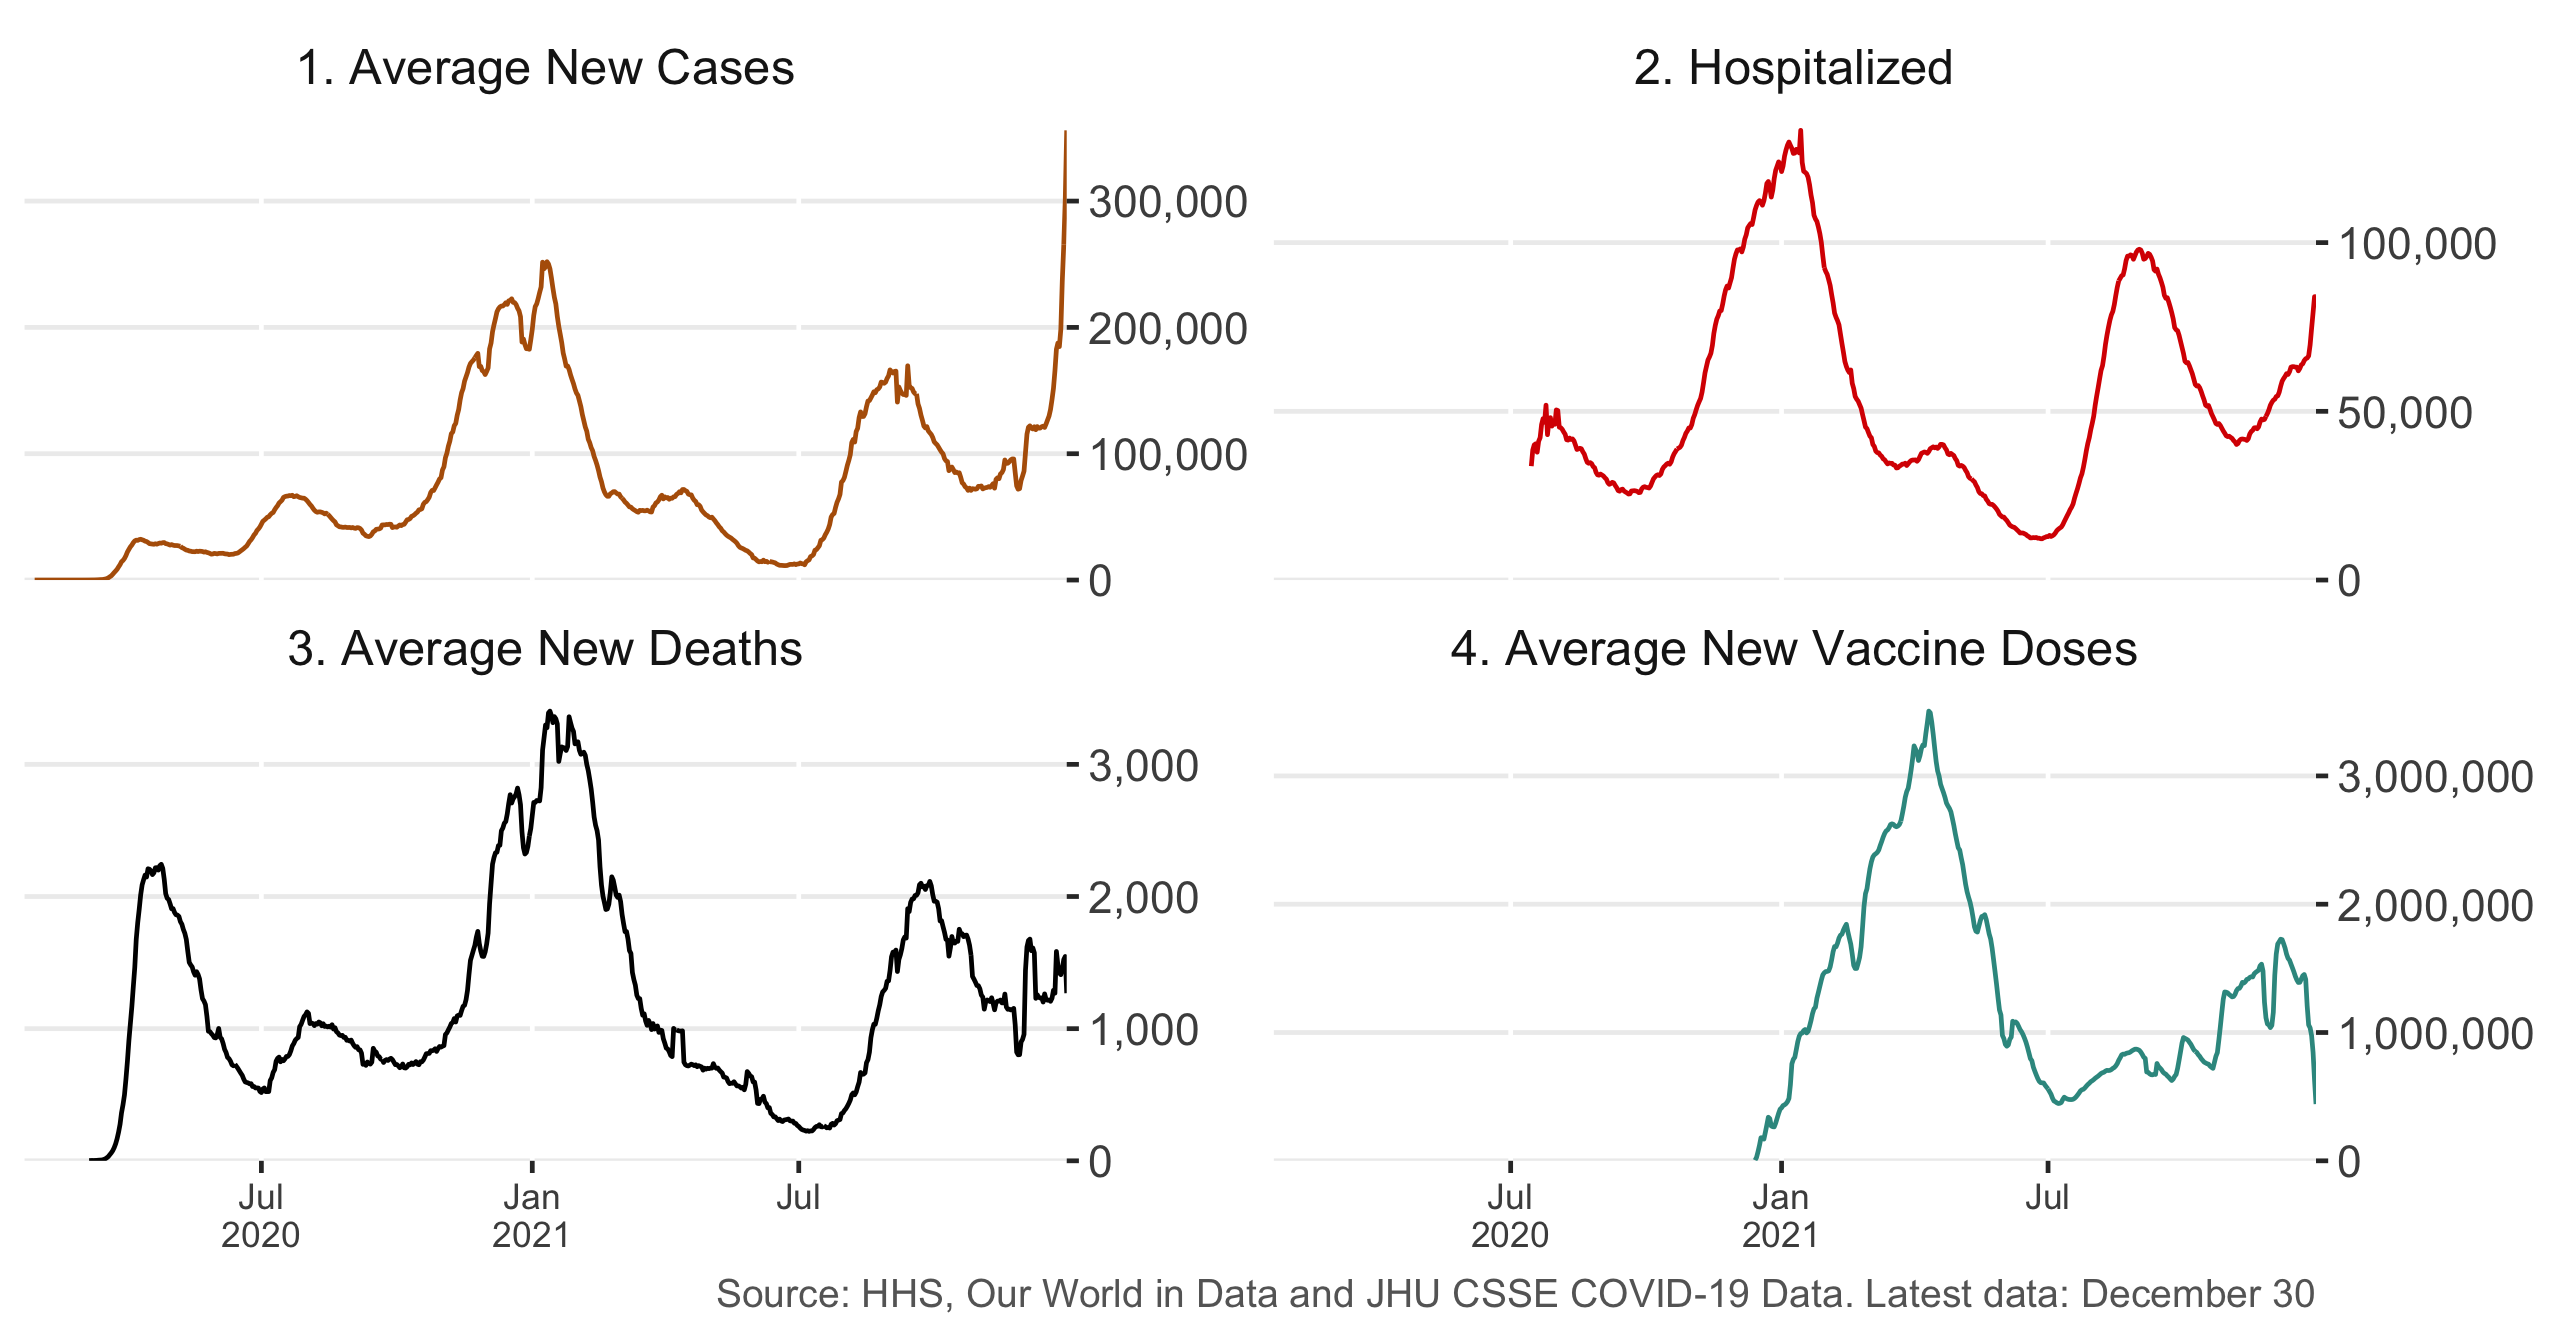 1. Average New Cases
300,000
200,000
100,000
0
2. Hospitalized
100,000
50,000
0
3. Average New Deaths
3,000
2,000
1,000
0
Jul
2020
Jan
2021
Jul
4. Average New Vaccine Doses
3,000,000
2,000,000
1,000,000
0
Jul
2020
Jan
2021
Jul
Source: HHS, Our World in Data and JHU CSSE COVID-19 Data. Latest data: December 30